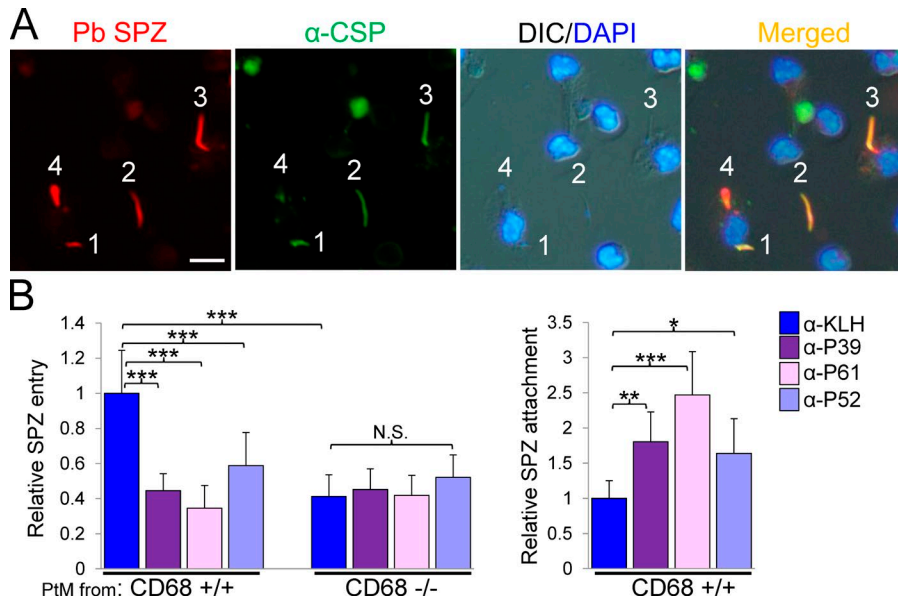 A
Pb SPZ α-CSP DIC/DAPI Merged
3 3 3 3
4 2 4 2 4 2 4 2
1 1 1 1
B
Relative SPZ entry
1.4
1.2
1
0.8
0.6
0.4
0.2
0
***
***
***
***
N.S.
PtM from: CD68 +/+ CD68 -/-
Relative SPZ attachment
3.5
3
2.5
2
1.5
1
0.5
0
*
***
**
CD68 +/+
α-KLH
α-P39
α-P61
α-P52